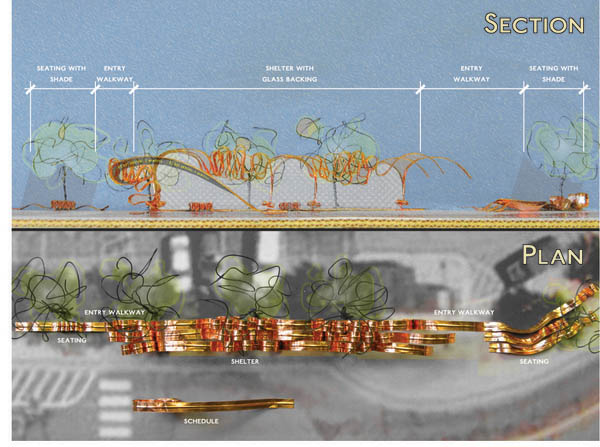 SECTION
SEATING WITH
SHADE
ENTRY
WALKWAY
SHELTER WITH
GLASS BACKING
ENTRY
WALKWAY
SEATING WITH
SHADE
PLAN
ENTRY WALKWAY
ENTRY WALKWAY
SEATING
SHELTER
SEATING
SCHEDULE